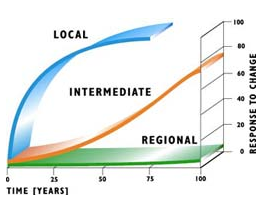 LOCAL
INTERMEDIATE
REGIONAL
100
80
60
40
20
0
RESPONSE TO CHANGE
0 25 50 75 100
TIME [YEARS]